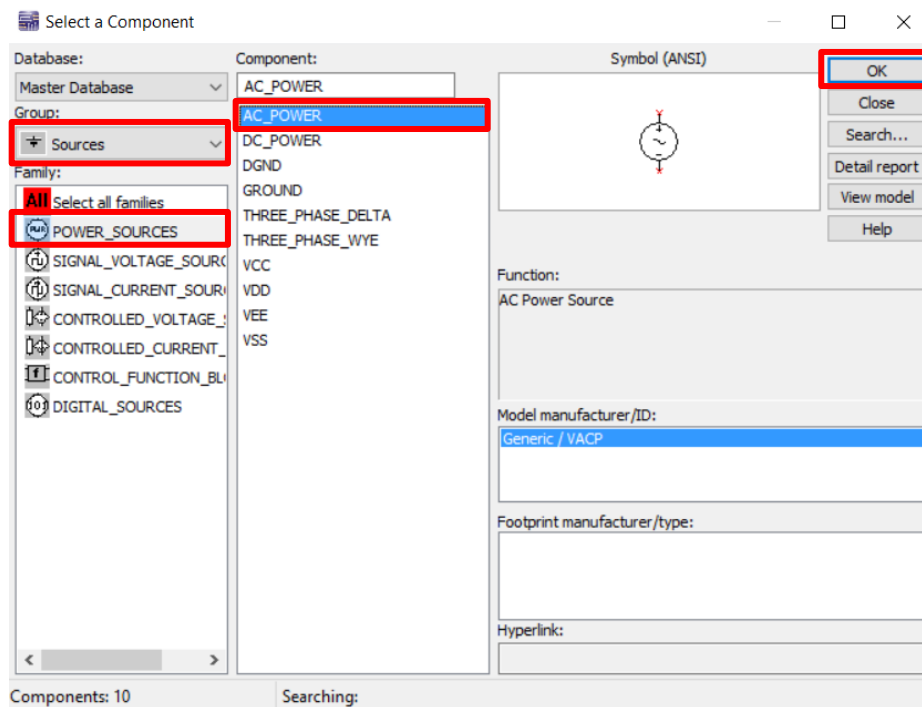 Select a Component
Database:
Master Database
Group:
Sources
Family:
All Select all families
POWER_SOURCES
SIGNAL_VOLTAGE_SOURC
SIGNAL_CURRENT_SOUR
CONTROLLED_VOLTAGE_
CONTROLLED_CURRENT_
CONTROL_FUNCTION_BL
DIGITAL_SOURCES
Component:
AC_POWER
AC_POWER
DC_POWER
DGND
GROUND
THREE_PHASE_DELTA
THREE_PHASE_WYE
VCC
VDD
VEE
VSS
Symbol (ANSI)
OK
Close
Search...
Detail report
View model
Help
Function:
AC Power Source
Model manufacturer/ID:
Generic / VACP
Footprint manufacturer/type:
Hyperlink:
Components: 10
Searching: